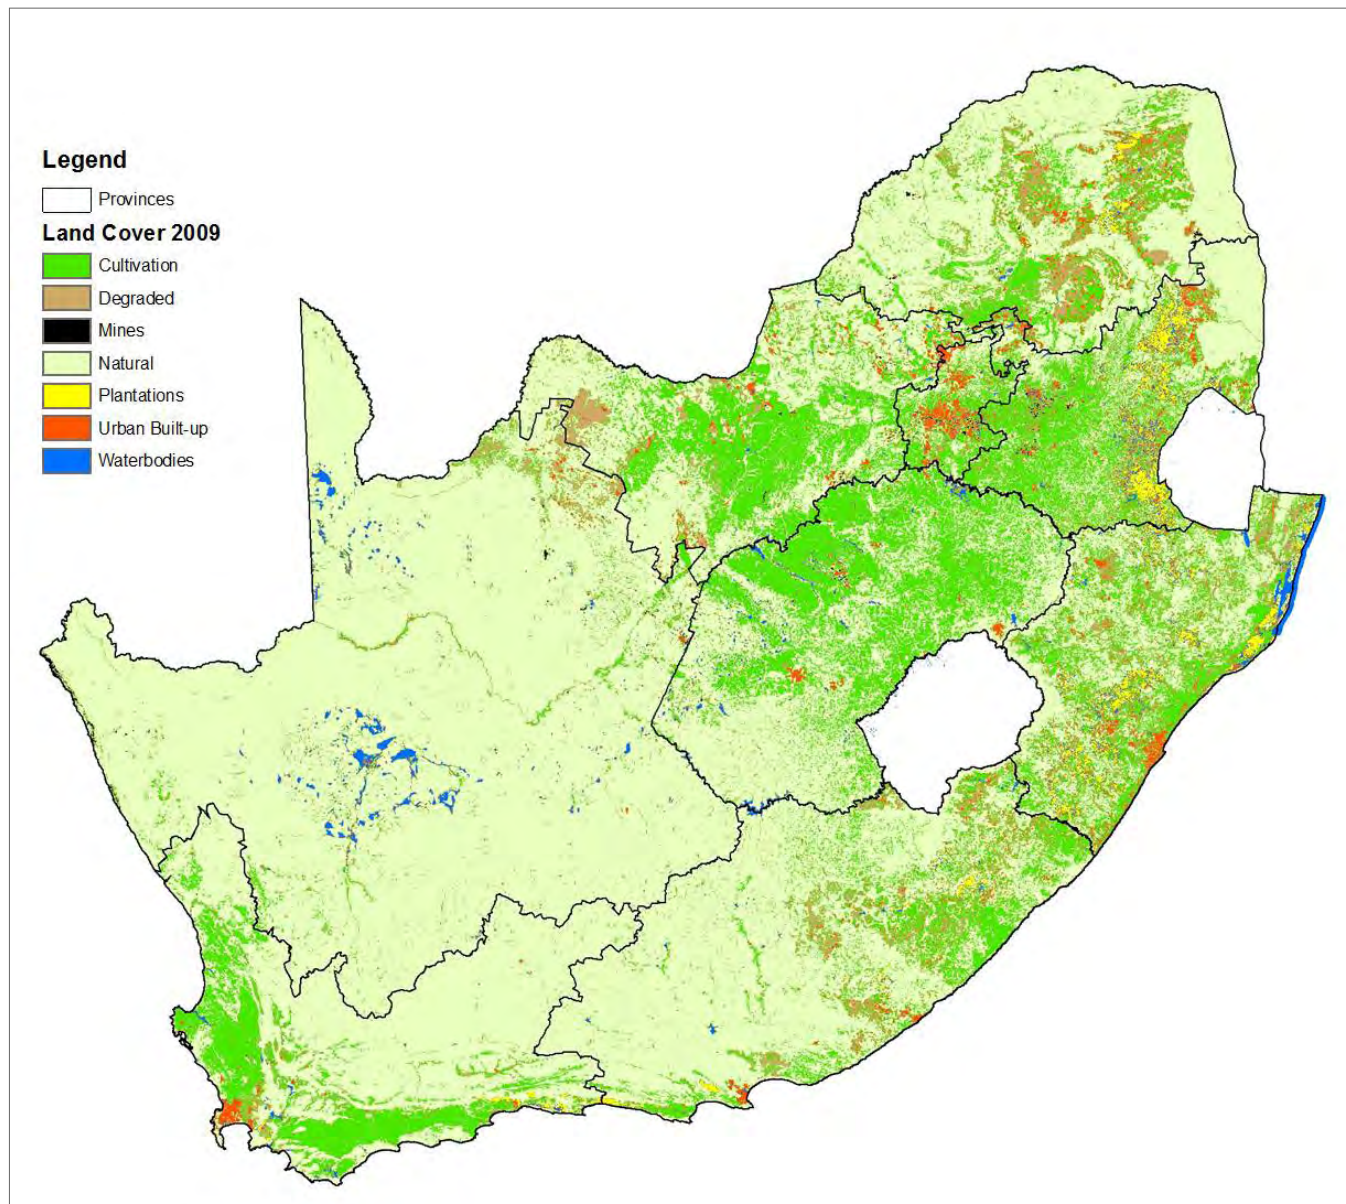 Legend
Provinces
Land Cover 2009
Cultivation
Degraded
Mines
Natural
Plantations
Urban Built-up
Waterbodies